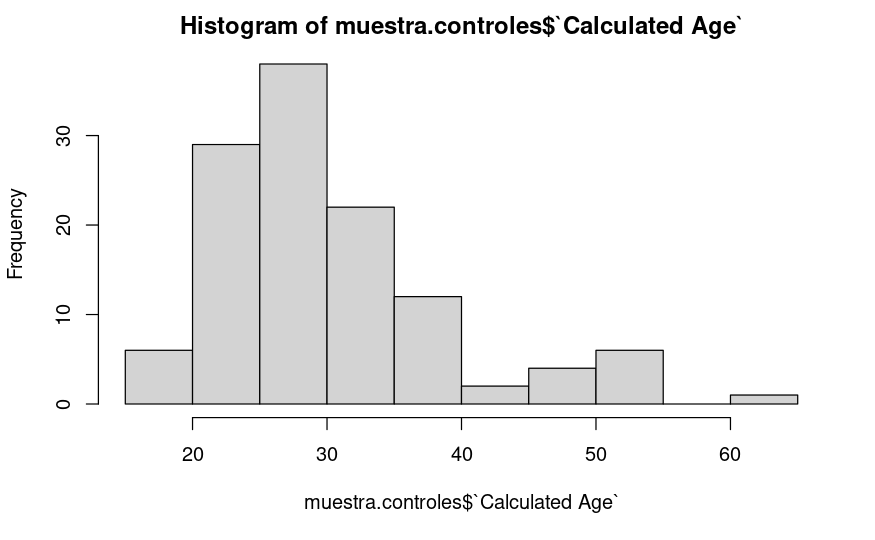 Histogram of muestra.controles$`Calculated Age`
Frequency
30
20
10
0
20 30 40 50 60
muestra.controles$`Calculated Age`